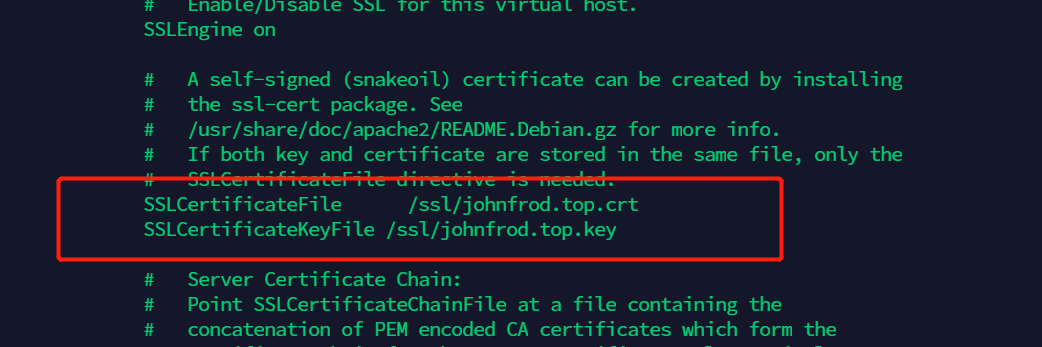 #   Enable/Disable SSL for this virtual host.
SSLEngine on
#   A self-signed (snakeoil) certificate can be created by installing
#   the ssl-cert package. See
#   /usr/share/doc/apache2/README.Debian.gz for more info.
#   If both key and certificate are stored in the same file, only the
#   SSLCertificateFile directive is needed.
SSLCertificateFile      /ssl/johnfrod.top.crt
SSLCertificateKeyFile /ssl/johnfrod.top.key
#   Server Certificate Chain:
#   Point SSLCertificateChainFile at a file containing the
#   concatenation of PEM encoded CA certificates which form the